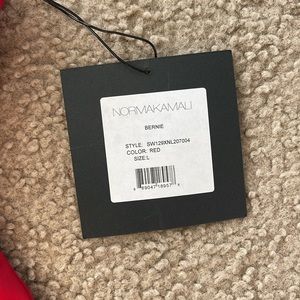 NORMAKAMALI
BERNIE
STYLE: SW129XNL207004
COLOR: RED
SIZE: L